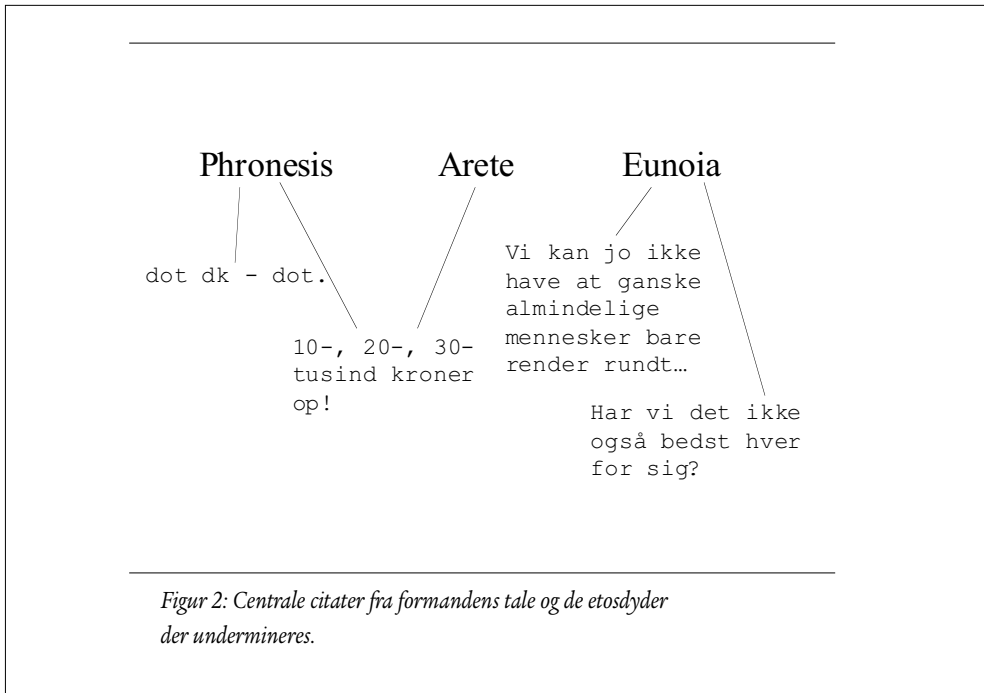 Phronesis Arete Eunoia
dot dk - dot.
10-, 20-, 30-
tusind kroner
op!
Vi kan jo ikke
have at ganske
almindelige
mennesker bare
render rundt…
Har vi det ikke
også bedst hver
for sig?
Figur 2: Centrale citater fra formandens tale og de etosdyder
der undermineres.